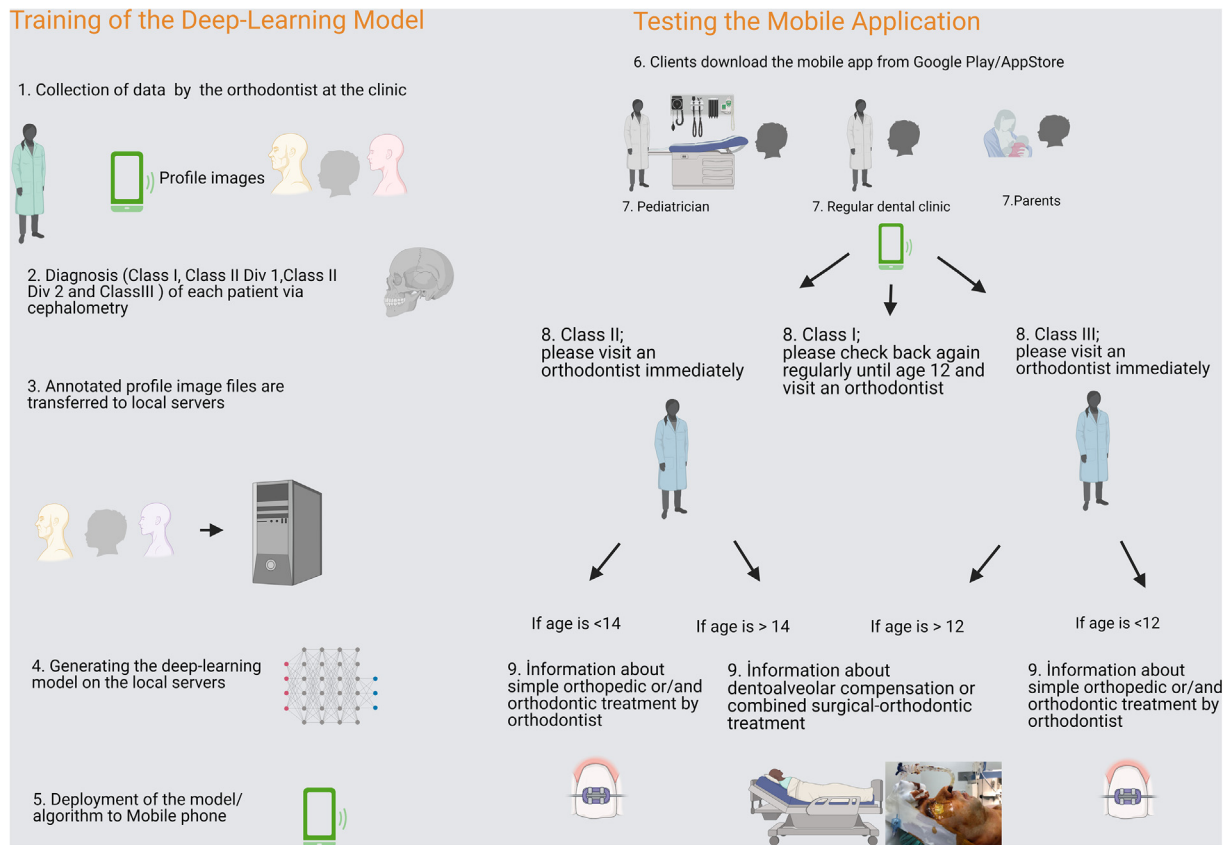 Training of the Deep-Learning Model
1. Collection of data by the orthodontist at the clinic
Profile images
2. Diagnosis (Class I, Class II Div 1,Class II
Div 2 and ClassIII ) of each patient via
cephalometry
3. Annotated profile image files are
transferred to local servers
4. Generating the deep-learning
model on the local servers
5. Deployment of the model/
algorithm to Mobile phone
Testing the Mobile Application
6. Clients download the mobile app from Google Play/AppStore
7. Pediatrician
7. Regular dental clinic
7.Parents
8. Class II;
please visit an
orthodontist immediately
8. Class I;
please check back again
regularly until age 12 and
visit an orthodontist
8. Class III;
please visit an
orthodontist immediately
If age is <14
If age is > 14
If age is > 12
If age is <12
9. İnformation about
simple orthopedic or/and
orthodontic treatment by
orthodontist
9. İnformation about
dentoalveolar compensation or
combined surgical-orthodontic
treatment
9. İnformation about
simple orthopedic or/and
orthodontic treatment by
orthodontist